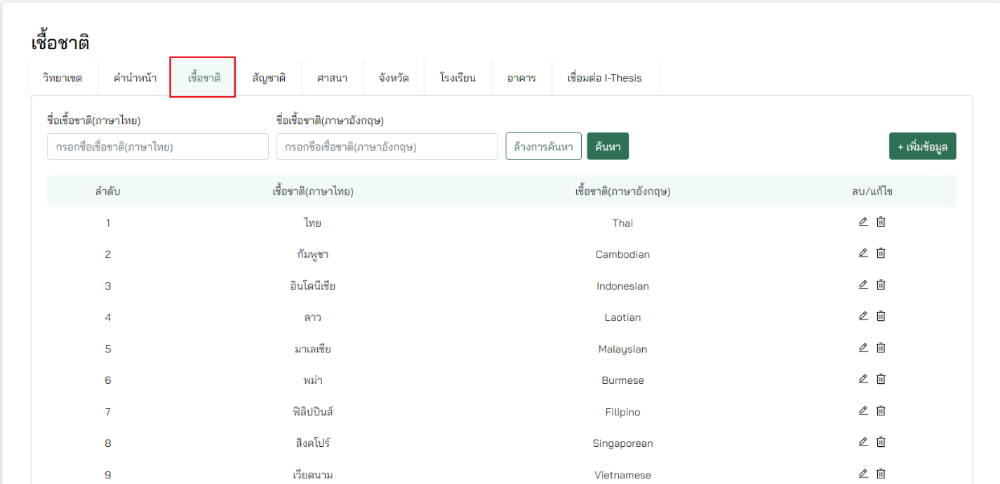 เชื้อชาติ
วิทยาเขต คำนำหน้า เชื้อชาติ สัญชาติ ศาสนา จังหวัด โรงเรียน อาคาร เชื่อมต่อ I-Thesis
ชื่อเชื้อชาติ(ภาษาไทย) ชื่อเชื้อชาติ(ภาษาอังกฤษ)
กรอกชื่อเชื้อชาติ(ภาษาไทย) กรอกชื่อเชื้อชาติ(ภาษาอังกฤษ) ล้างการค้นหา ค้นหา + เพิ่มข้อมูล
ลำดับ เชื้อชาติ(ภาษาไทย) เชื้อชาติ(ภาษาอังกฤษ) ลบ/แก้ไข
1 ไทย Thai
2 กัมพูชา Cambodian
3 อินโดนีเซีย Indonesian
4 ลาว Laotian
5 มาเลเซีย Malaysian
6 พม่า Burmese
7 ฟิลิปปินส์ Filipino
8 สิงคโปร์ Singaporean
9 เวียดนาม Vietnamese